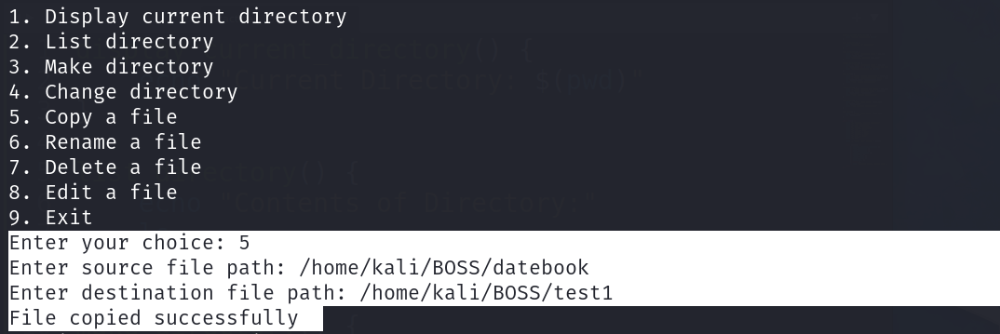 1. Display current directory
2. List directory
3. Make directory
4. Change directory
5. Copy a file
6. Rename a file
7. Delete a file
8. Edit a file
9. Exit
Enter your choice: 5
Enter source file path: /home/kali/BOSS/datebook
Enter destination file path: /home/kali/BOSS/test1
File copied successfully